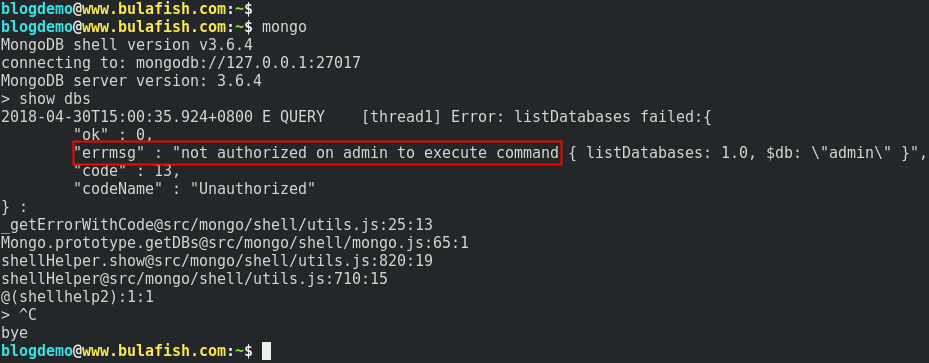 blogdemo@www.bulafish.com:~$
blogdemo@www.bulafish.com:~$ mongo
MongoDB shell version v3.6.4
connecting to: mongodb://127.0.0.1:27017
MongoDB server version: 3.6.4
> show dbs
2018-04-30T15:00:35.924+0800 E QUERY    [thread1] Error: listDatabases failed:{
        "ok" : 0,
        "errmsg" : "not authorized on admin to execute command { listDatabases: 1.0, $db: \"admin\" }",
        "code" : 13,
        "codeName" : "Unauthorized"
} :
_getErrorWithCode@src/mongo/shell/utils.js:25:13
Mongo.prototype.getDBs@src/mongo/shell/mongo.js:65:1
shellHelper.show@src/mongo/shell/utils.js:820:19
shellHelper@src/mongo/shell/utils.js:710:15
@(shellhelp2):1:1
> ^C
bye
blogdemo@www.bulafish.com:~$